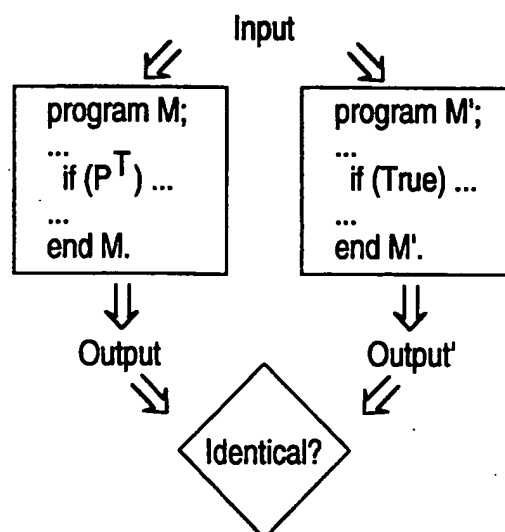 Input
program M;
...
if (P^T) ...
...
end M.
program M';
...
if (True) ...
...
end M'.
Output
Output'
Identical?